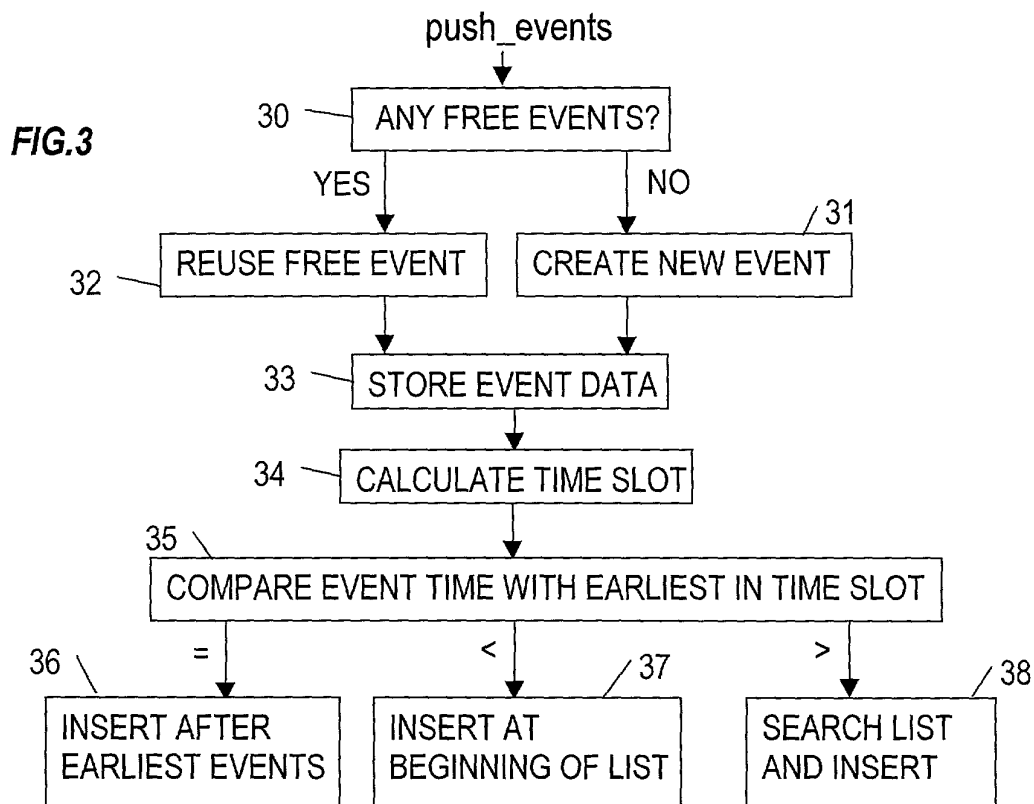 push_events
30
ANY FREE EVENTS?
FIG.3
YES
NO
31
REUSE FREE EVENT
CREATE NEW EVENT
32
33
STORE EVENT DATA
34
CALCULATE TIME SLOT
35
COMPARE EVENT TIME WITH EARLIEST IN TIME SLOT
=
<
>
36
37
38
INSERT AFTER
EARLIEST EVENTS
INSERT AT
BEGINNING OF LIST
SEARCH LIST
AND INSERT